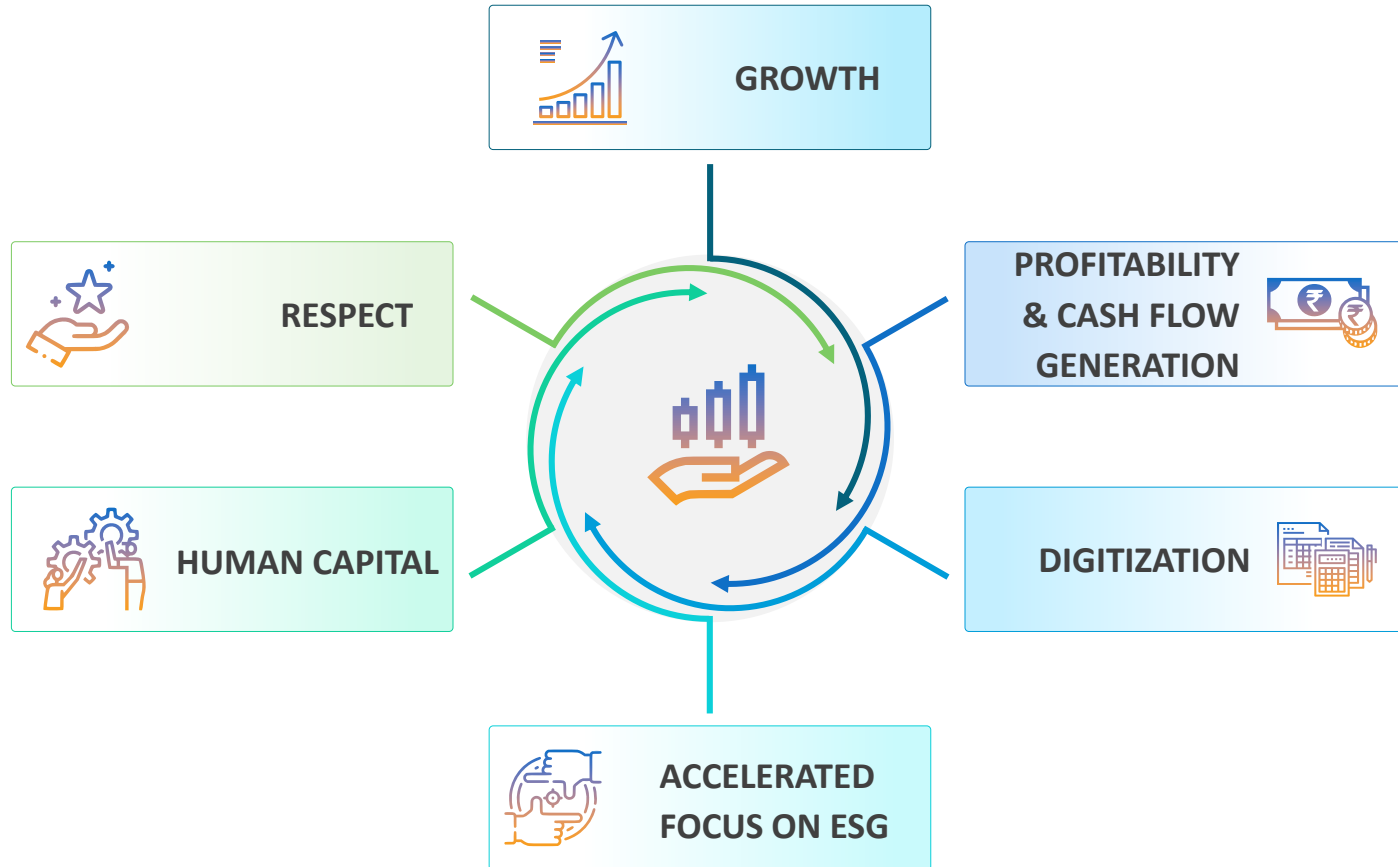 GROWTH
RESPECT
PROFITABILITY
& CASH FLOW
GENERATION
₹
₹
HUMAN CAPITAL
DIGITIZATION
ACCELERATED
FOCUS ON ESG